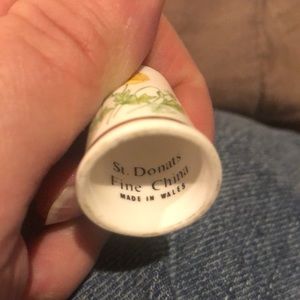 St. Donats
Fine China
MADE IN WALES